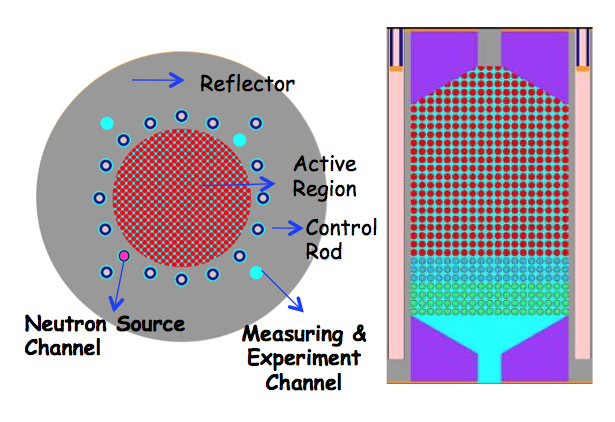 Reflector
Active
Region
Control
Rod
Neutron Source
Channel
Measuring &
Experiment
Channel